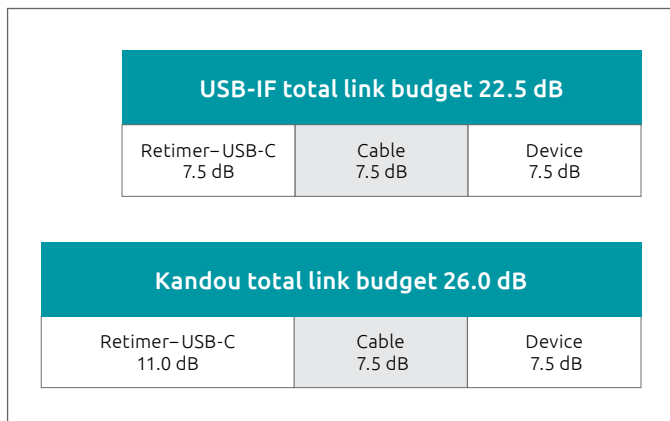 USB-IF total link budget 22.5 dB
Retimer–USB-C
7.5 dB
Cable
7.5 dB
Device
7.5 dB
Kandou total link budget 26.0 dB
Retimer–USB-C
11.0 dB
Cable
7.5 dB
Device
7.5 dB